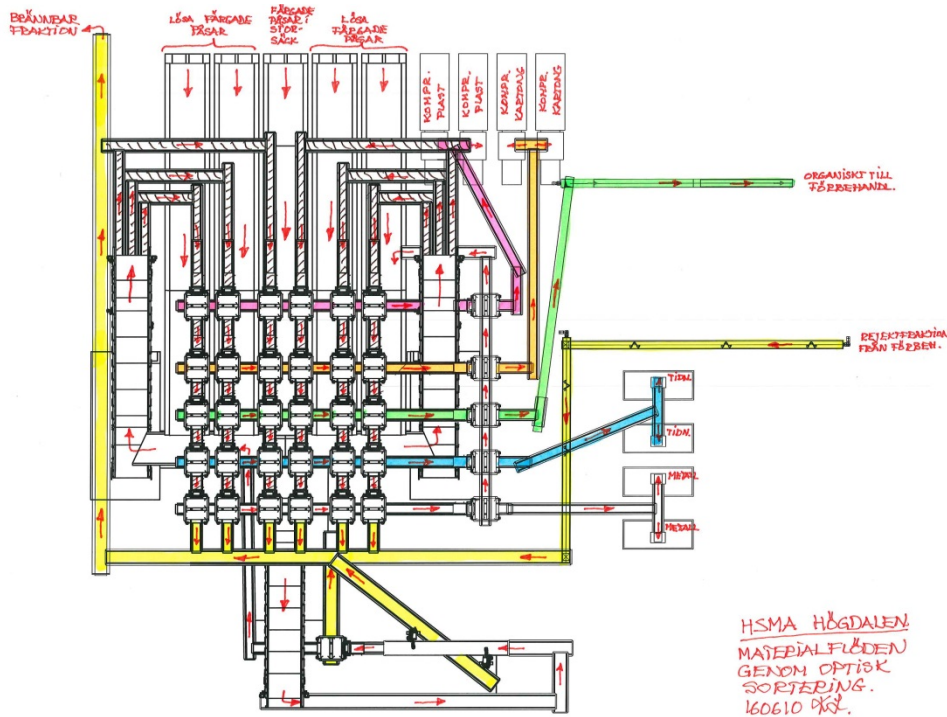 BRÄNNBAR
FRAKTION
LÖSA FÄRGADE
PÅSAR
FÄRGADE
PÅSAR I
STOR-
SÄCK
LÖSA
FÄRGADE
PÅSAR
KOMPR.
PLAST
KOMPR.
PLAST
KOMPR.
KARTONG
KOMPR.
KARTONG
ORGANISKT TILL
FÖRBEHANDL.
REJEKTFRAKTION
FRÅN FÖRBEH.
TIDN.
TIDN.
METALL
METALL
HSMA HÖGDALEN
MATERIALFLÖDEN
GENOM OPTISK
SORTERING.
160610